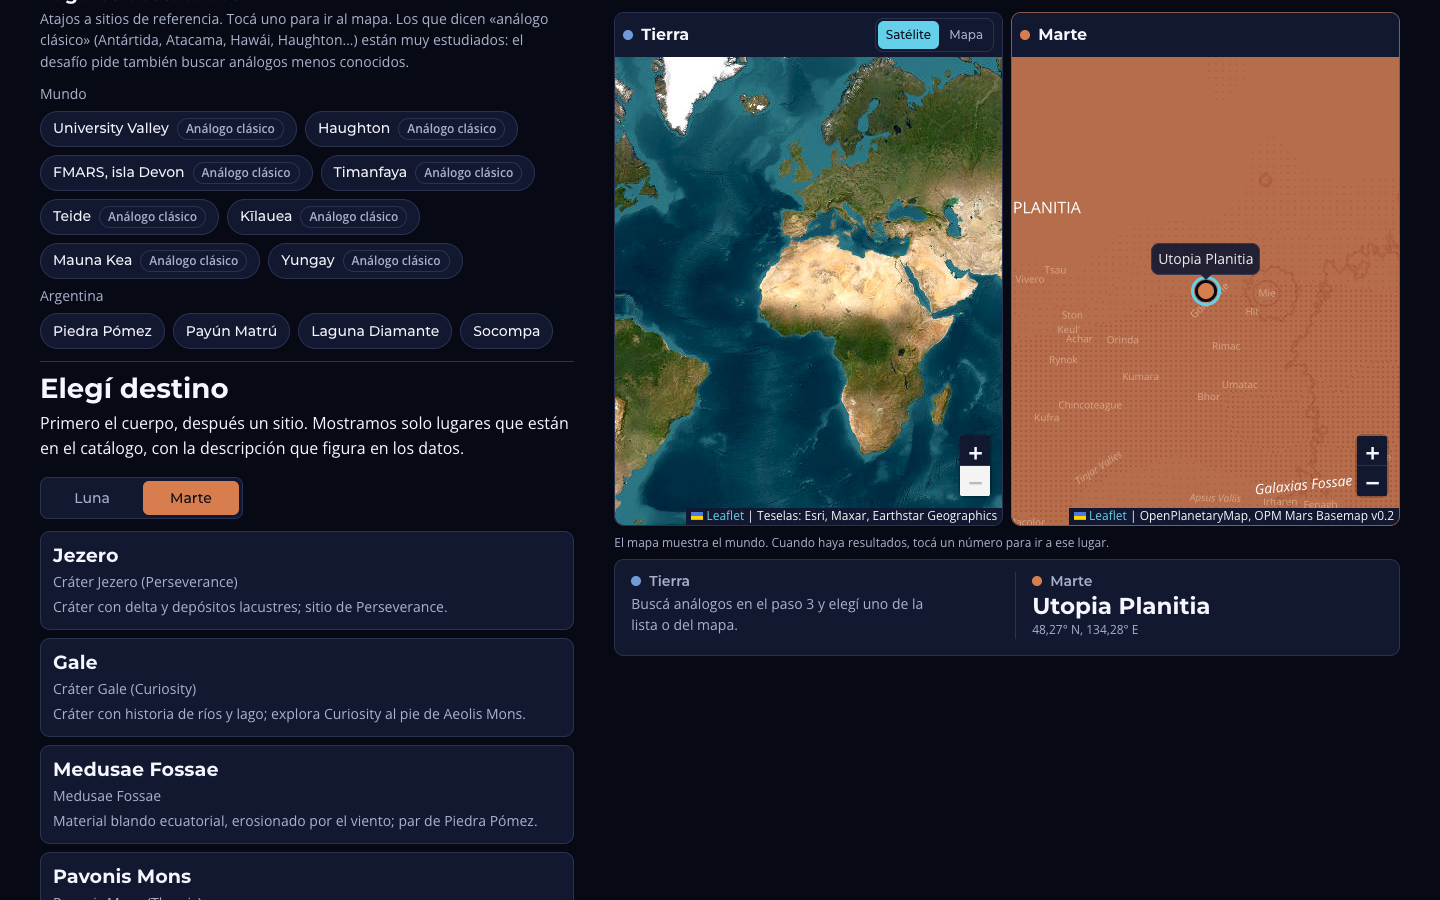 Atajos a sitios de referencia. Tocá uno para ir al mapa. Los que dicen «análogo
clásico» (Antártida, Atacama, Hawái, Haughton...) están muy estudiados: el
desafío pide también buscar análogos menos conocidos.
Mundo
University Valley Análogo clásico
Haughton Análogo clásico
FMARS, isla Devon Análogo clásico
Timanfaya Análogo clásico
Teide Análogo clásico
Kīlauea Análogo clásico
Mauna Kea Análogo clásico
Yungay Análogo clásico
Argentina
Piedra Pómez
Payún Matrú
Laguna Diamante
Socompa
Elegí destino
Primero el cuerpo, después un sitio. Mostramos solo lugares que están
en el catálogo, con la descripción que figura en los datos.
Luna
Marte
Jezero
Cráter Jezero (Perseverance)
Cráter con delta y depósitos lacustres; sitio de Perseverance.
Gale
Cráter Gale (Curiosity)
Cráter con historia de ríos y lago; explora Curiosity al pie de Aeolis Mons.
Medusae Fossae
Medusae Fossae
Material blando ecuatorial, erosionado por el viento; par de Piedra Pómez.
Pavonis Mons
Tierra
Satélite
Mapa
+
−
Leaflet | Teselas: Esri, Maxar, Earthstar Geographics
Marte
PLANITIA
Utopia Planitia
Tsau
Vivero
Mie
Hit
Ston
Keul'
Achar
Orinda
Rimac
Rynok
Kumara
Umatac
Bhor
Chincoteague
Kufra
Tinjar Valles
Galaxias Fossae
Apsus Vallis
Irharen
Fenagh
+
−
Leaflet | OpenPlanetaryMap, OPM Mars Basemap v0.2
El mapa muestra el mundo. Cuando haya resultados, tocá un número para ir a ese lugar.
Tierra
Buscá análogos en el paso 3 y elegí uno de la
lista o del mapa.
Marte
Utopia Planitia
48,27° N, 134,28° E